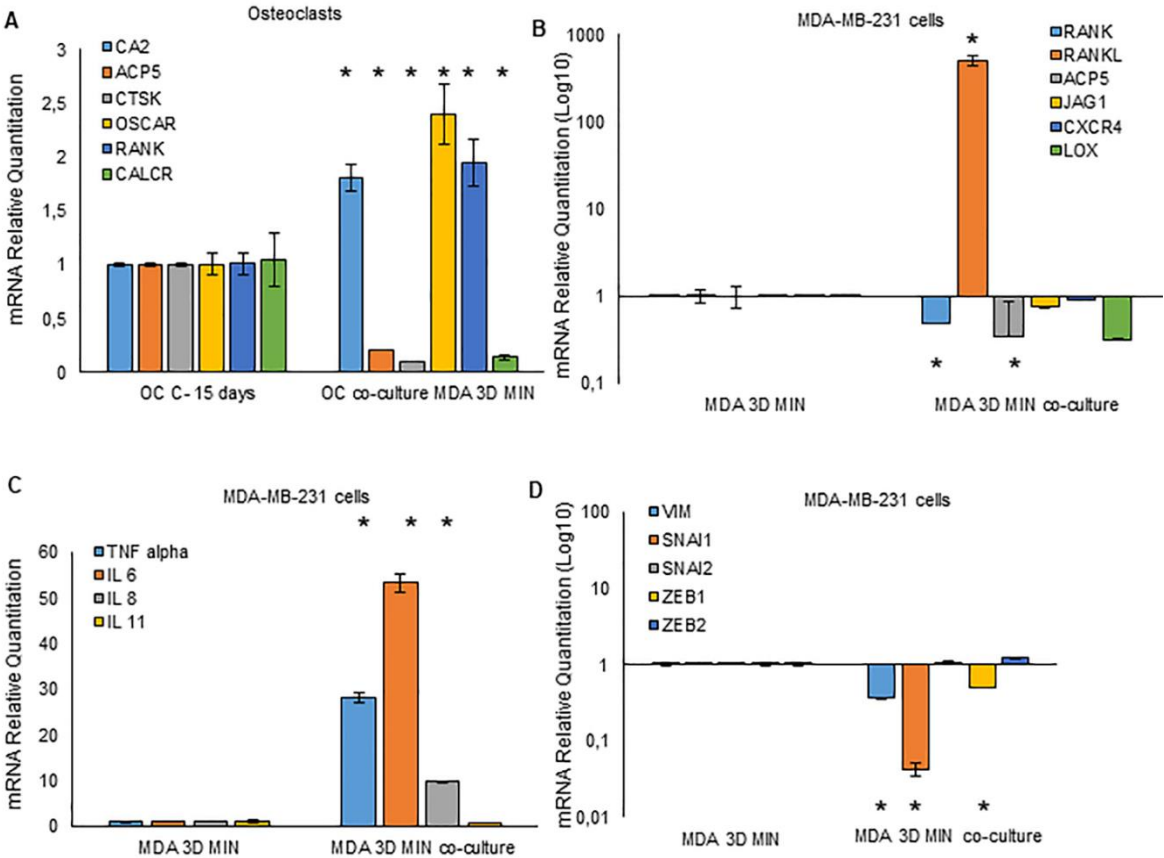 A
Osteoclasts
mRNA Relative Quantitation
3
2,5
2
1,5
1
0,5
0
CA2
ACP5
CTSK
OSCAR
RANK
CALCR
* * * * * *
OC C- 15 days
OC co-culture MDA 3D MIN
B
MDA-MB-231 cells
mRNA Relative Quantitation (Log10)
1000
100
10
1
0,1
RANK
RANKL
ACP5
JAG1
CXCR4
LOX
*
* *
MDA 3D MIN
MDA 3D MIN co-culture
C
MDA-MB-231 cells
mRNA Relative Quantitation
60
50
40
30
20
10
0
TNF alpha
IL 6
IL 8
IL 11
* * *
MDA 3D MIN
MDA 3D MIN co-culture
D
MDA-MB-231 cells
mRNA Relative Quantitation (Log10)
100
10
1
0,1
0,01
VIM
SNAI1
SNAI2
ZEB1
ZEB2
* * *
MDA 3D MIN
MDA 3D MIN co-culture